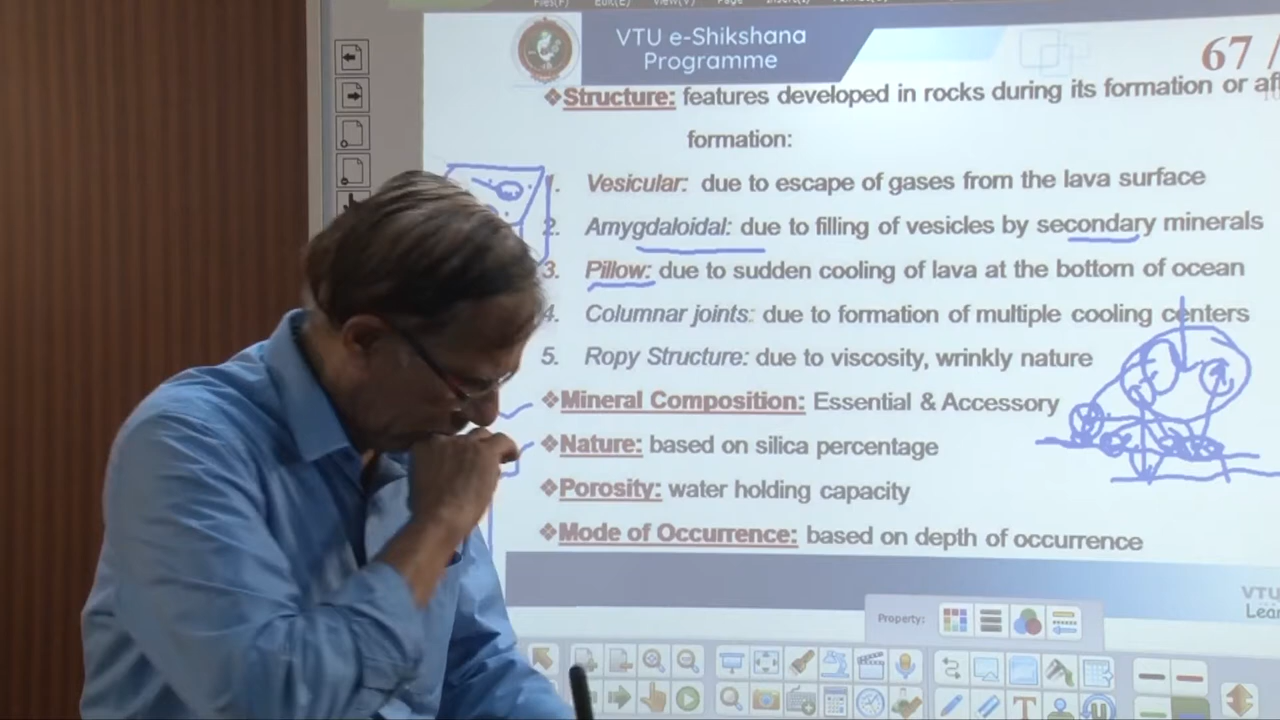 Files(F) Edit(E) View(V) Page Insert(I)
VTU e-Shikshana
Programme
67 /
❖Structure: features developed in rocks during its formation or aft
formation:
1. Vesicular: due to escape of gases from the lava surface
2. Amygdaloidal: due to filling of vesicles by secondary minerals
3. Pillow: due to sudden cooling of lava at the bottom of ocean
4. Columnar joints: due to formation of multiple cooling centers
5. Ropy Structure: due to viscosity, wrinkly nature
❖Mineral Composition: Essential & Accessory
❖Nature: based on silica percentage
❖Porosity: water holding capacity
❖Mode of Occurrence: based on depth of occurrence
VTU
Lear
Property: